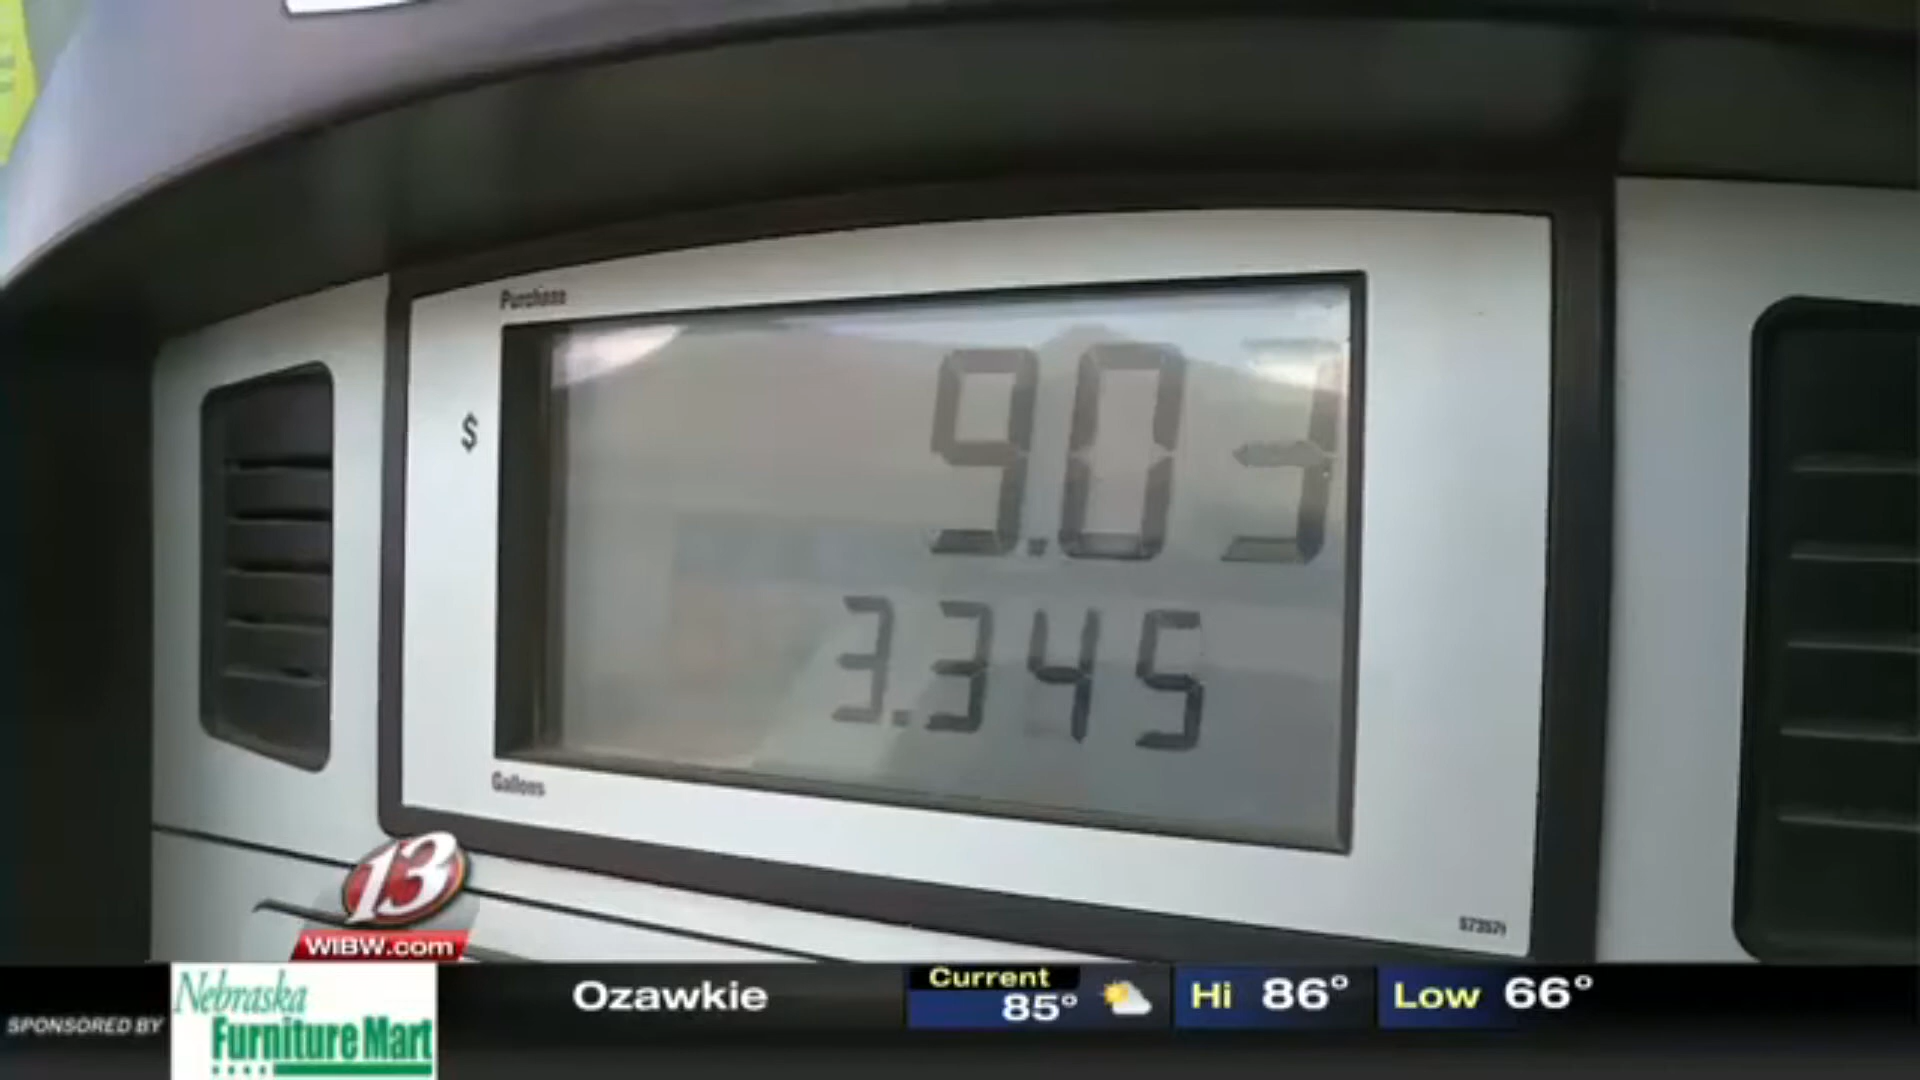 Purchase
$
9.03
3.345
Gallons
13
WIBW.com
SPONSORED BY
Nebraska
Furniture Mart
Ozawkie
Current
85°
Hi 86°
Low 66°